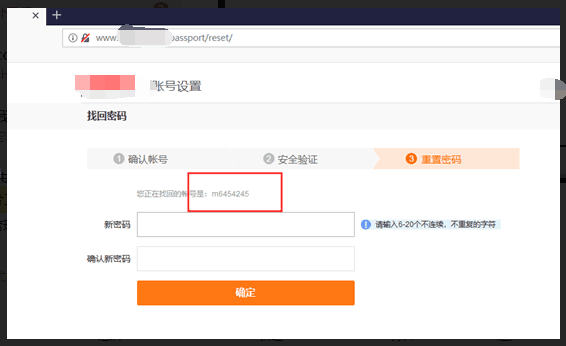 www.
passport/reset/
账号设置
找回密码
1 确认帐号
2 安全验证
3 重置密码
您正在找回的帐号是：m6454245
新密码
请输入6-20个不连续，不重复的字符
确认新密码
确定